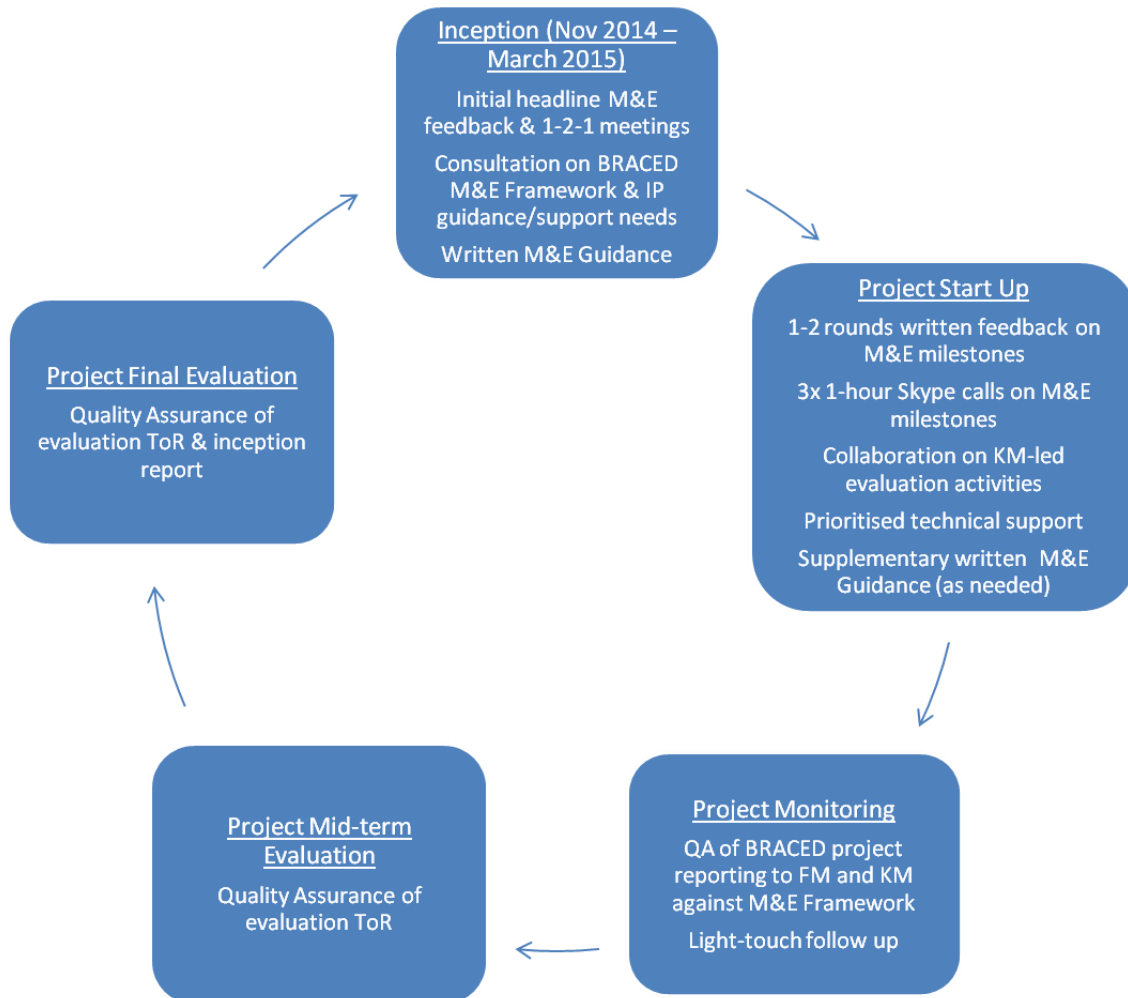 Inception (Nov 2014 –
March 2015)
Initial headline M&E
feedback & 1-2-1 meetings
Consultation on BRACED
M&E Framework & IP
guidance/support needs
Written M&E Guidance
Project Start Up
1-2 rounds written feedback on
M&E milestones
3x 1-hour Skype calls on M&E
milestones
Collaboration on KM-led
evaluation activities
Prioritised technical support
Supplementary written M&E
Guidance (as needed)
Project Monitoring
QA of BRACED project
reporting to FM and KM
against M&E Framework
Light-touch follow up
Project Mid-term
Evaluation
Quality Assurance of
evaluation ToR
Project Final Evaluation
Quality Assurance of
evaluation ToR & inception
report